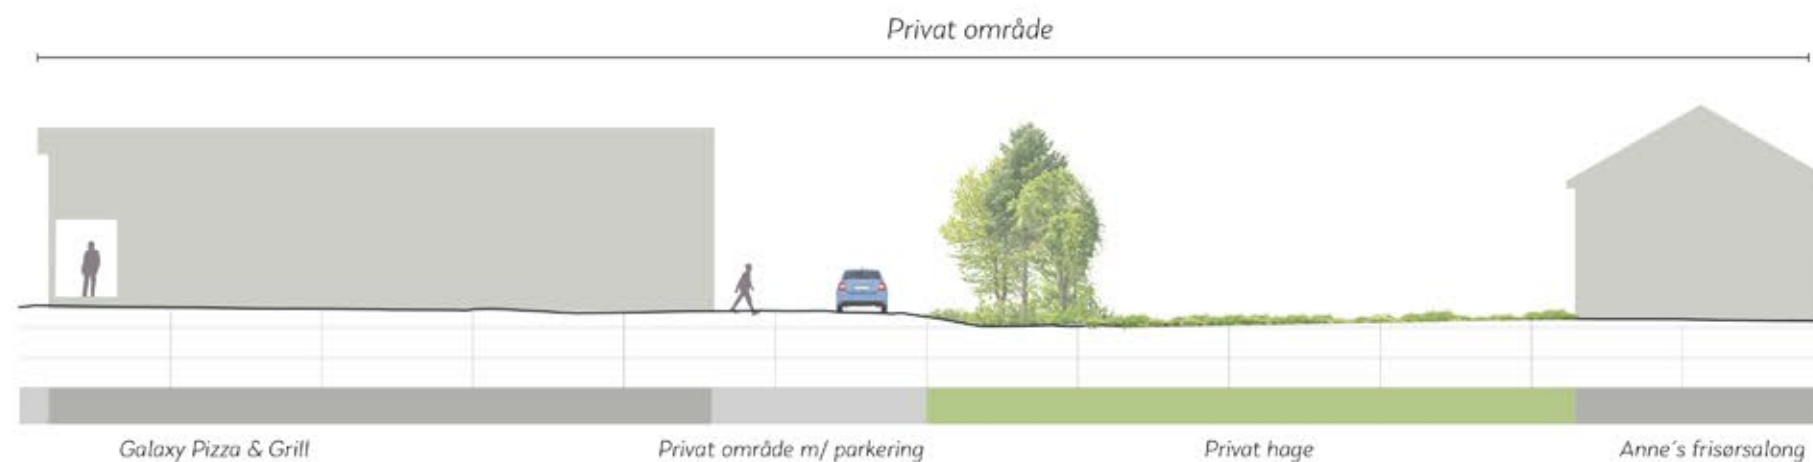 Privat område
Galaxy Pizza & Grill
Privat område m/ parkering
Privat hage
Anne´s frisørsalong